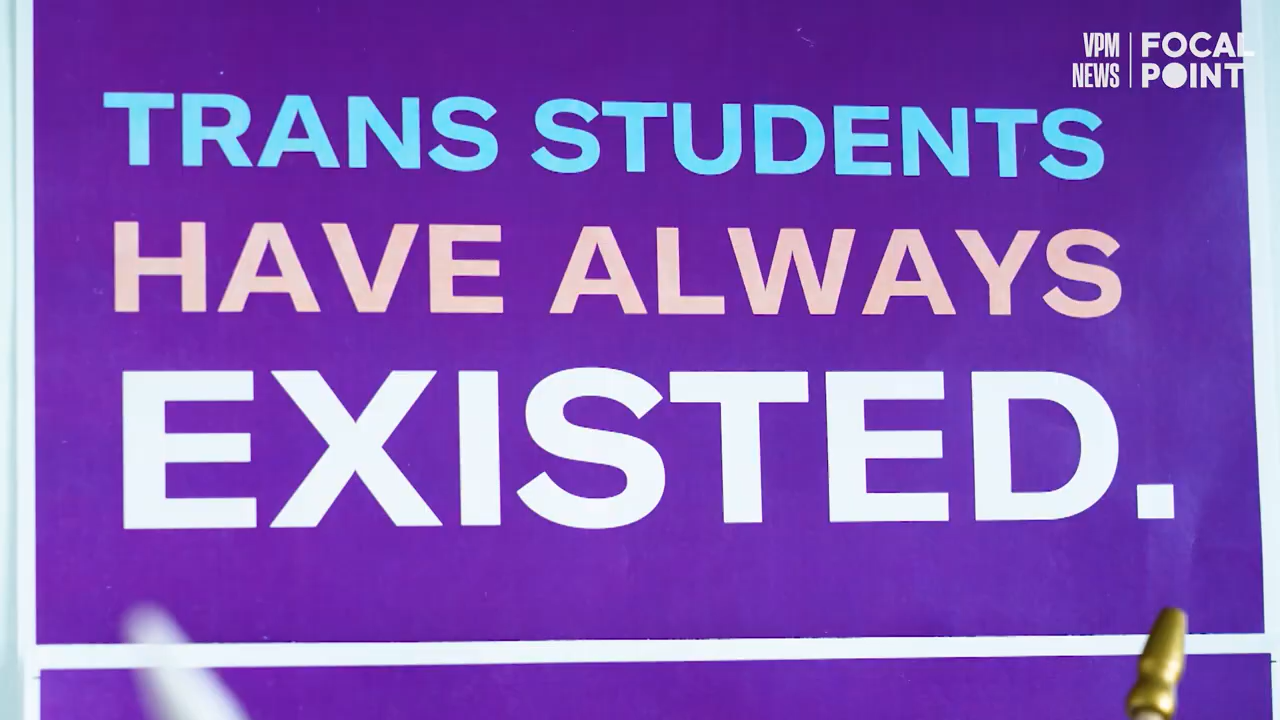 VPM NEWS
FOCAL POINT
TRANS STUDENTS
HAVE ALWAYS
EXISTED.